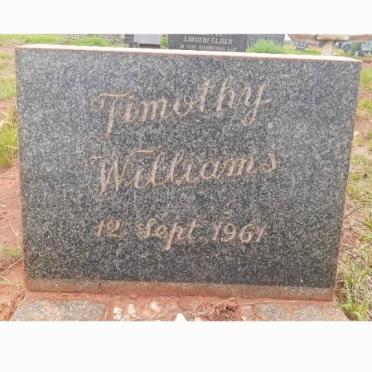 LINGENFELDER
Timothy
Williams
12 Sept. 1961